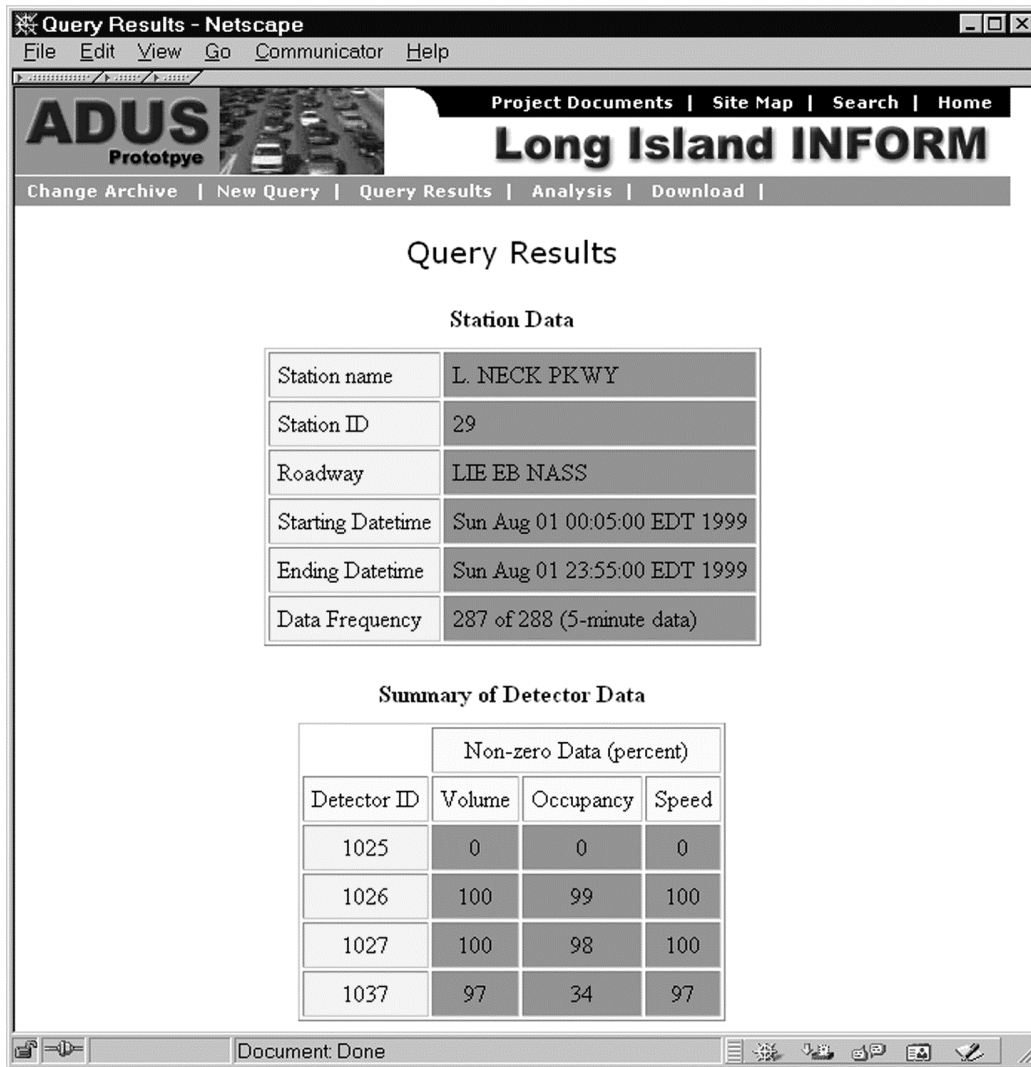 Query Results - Netscape
File Edit View Go Communicator Help
ADUS
Prototpye
Project Documents | Site Map | Search | Home
Long Island INFORM
Change Archive | New Query | Query Results | Analysis | Download |
Query Results
Station Data
Station name L. NECK PKWY
Station ID 29
Roadway LIE EB NASS
Starting Datetime Sun Aug 01 00:05:00 EDT 1999
Ending Datetime Sun Aug 01 23:55:00 EDT 1999
Data Frequency 287 of 288 (5-minute data)
Summary of Detector Data
Non-zero Data (percent)
Detector ID Volume Occupancy Speed
1025 0 0 0
1026 100 99 100
1027 100 98 100
1037 97 34 97
Document: Done